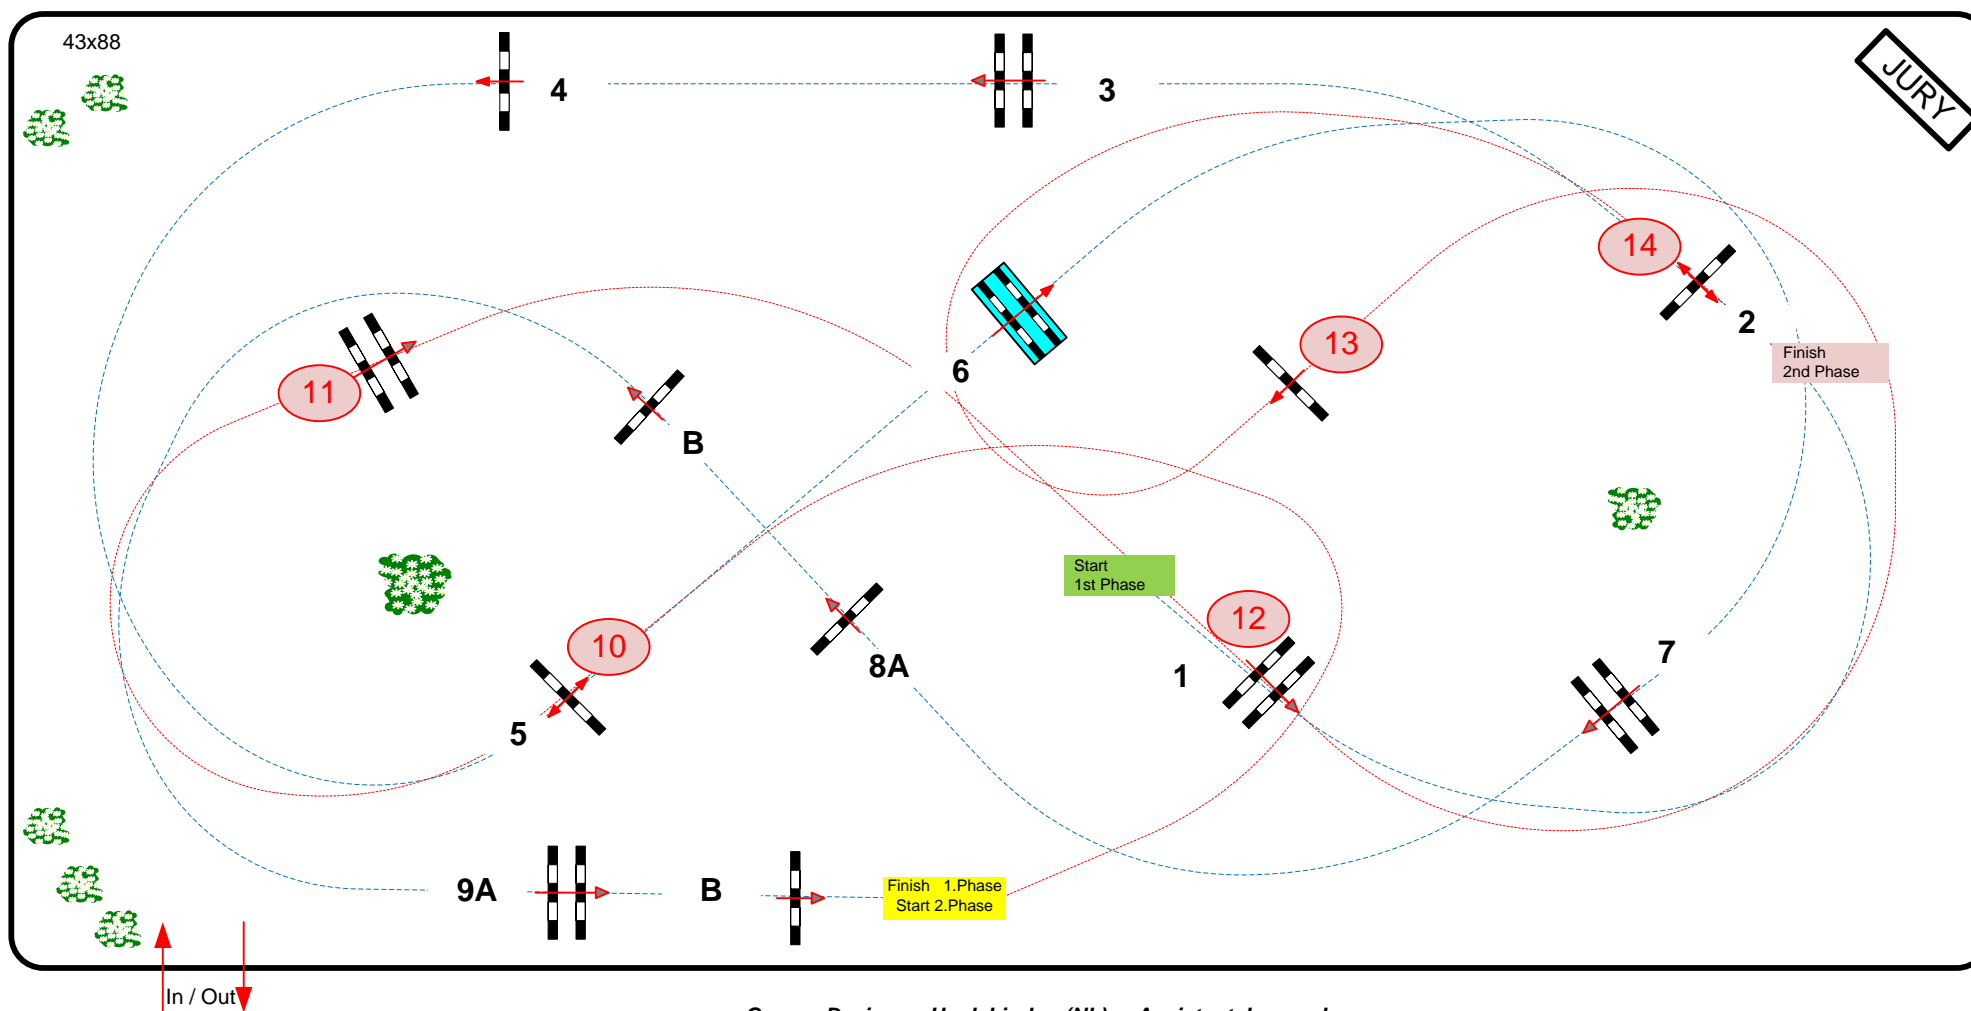 43x88
JURY
4
3
14
2
13
Finish
2nd Phase
6
11
B
Start
1st Phase
12
10
8A
1
7
5
9A
B
Finish 1.Phase
Start 2.Phase
In / Out